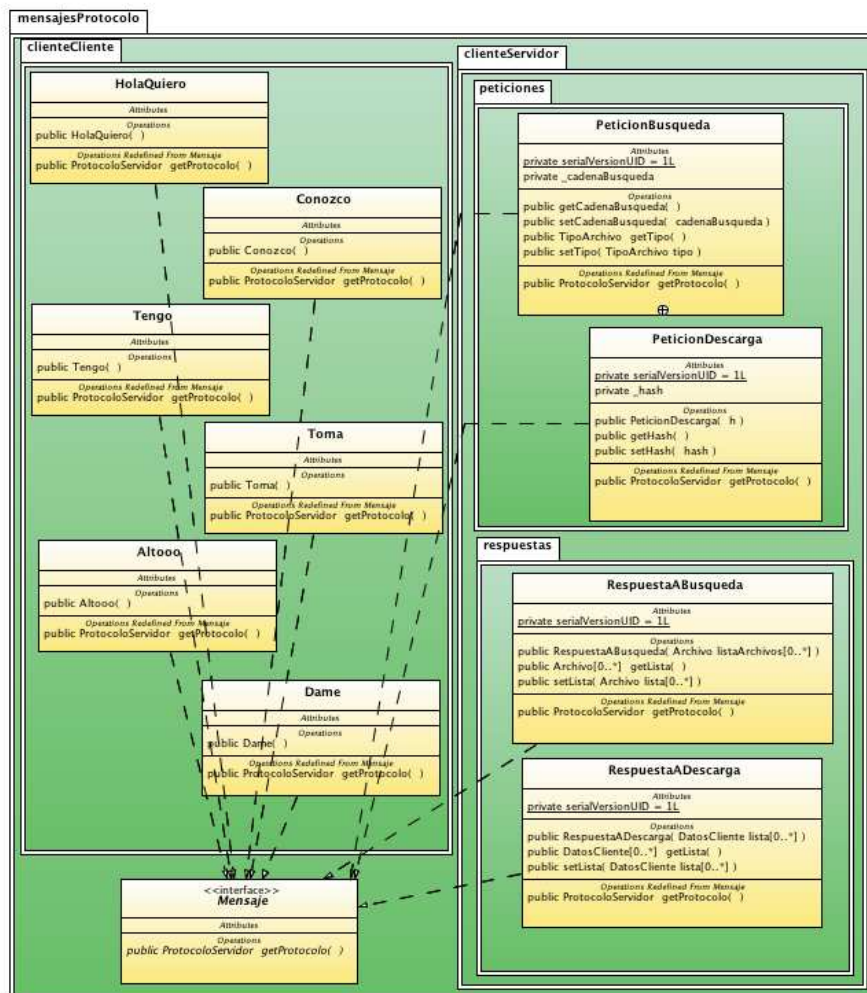 mensajesProtocolo
clienteCliente
HolaQuiero
Attributes
Operations
public HolaQuiero( )
Operations Redefined From Mensaje
public ProtocoloServidor getProtocolo( )
Conozco
Attributes
Operations
public Conozco( )
Operations Redefined From Mensaje
public ProtocoloServidor getProtocolo( )
Tengo
Attributes
Operations
public Tengo( )
Operations Redefined From Mensaje
public ProtocoloServidor getProtocolo( )
Toma
Attributes
Operations
public Toma( )
Operations Redefined From Mensaje
public ProtocoloServidor getProtocolo( )
Altooo
Attributes
Operations
public Altooo( )
Operations Redefined From Mensaje
public ProtocoloServidor getProtocolo( )
Dame
Attributes
Operations
public Dame( )
Operations Redefined From Mensaje
public ProtocoloServidor getProtocolo( )
clienteServidor
peticiones
PeticionBusqueda
Attributes
private serialVersionUID = 1L
private _cadenaBusqueda
Operations
public getCadenaBusqueda( )
public setCadenaBusqueda( cadenaBusqueda )
public TipoArchivo getTipo( )
public setTipo( TipoArchivo tipo )
Operations Redefined From Mensaje
public ProtocoloServidor getProtocolo( )
PeticionDescarga
Attributes
private serialVersionUID = 1L
private _hash
Operations
public PeticionDescarga( h )
public getHash( )
public setHash( hash )
Operations Redefined From Mensaje
public ProtocoloServidor getProtocolo( )
respuestas
RespuestaABusqueda
Attributes
private serialVersionUID = 1L
Operations
public RespuestaABusqueda( Archivo listaArchivos[0..*] )
public Archivo[0..*] getLista( )
public setLista( Archivo lista[0..*] )
Operations Redefined From Mensaje
public ProtocoloServidor getProtocolo( )
RespuestaADescarga
Attributes
private serialVersionUID = 1L
Operations
public RespuestaADescarga( DatosCliente lista[0..*] )
public DatosCliente[0..*] getLista( )
public setLista( DatosCliente lista[0..*] )
Operations Redefined From Mensaje
public ProtocoloServidor getProtocolo( )
<<interface>>
Mensaje
Attributes
Operations
public ProtocoloServidor getProtocolo( )